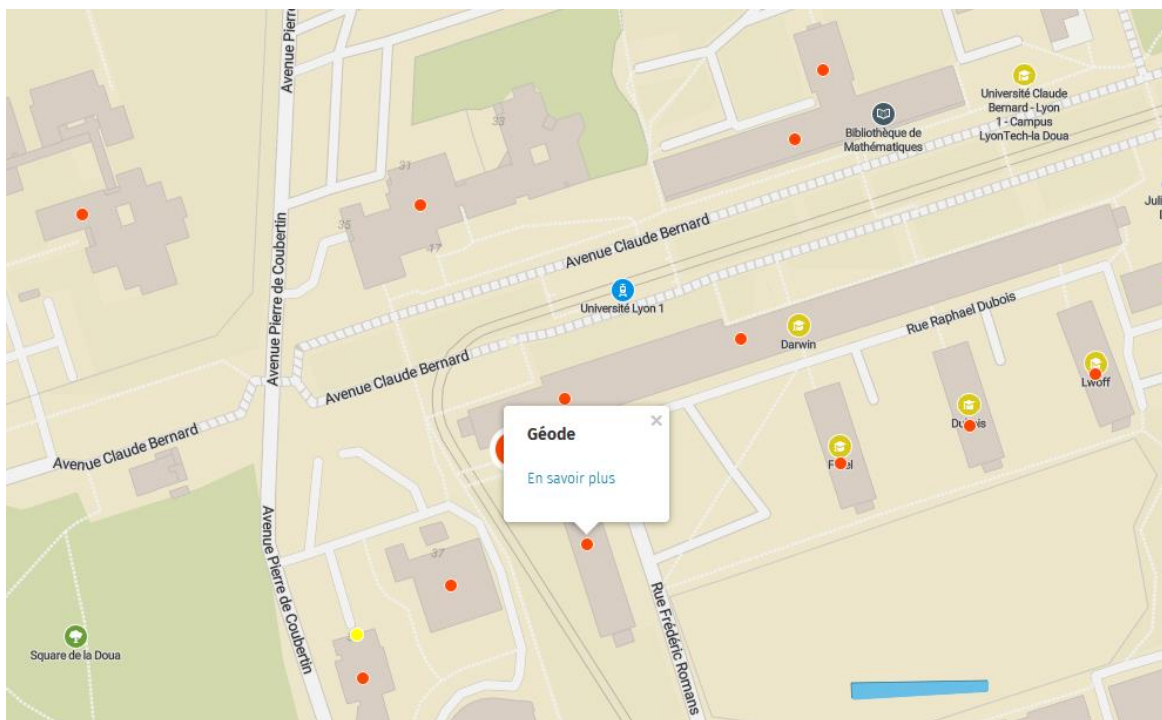 Avenue Pierre
33
31
35
17
Bibliothèque de
Mathématiques
Université Claude
Bernard - Lyon
1 - Campus
LyonTech-la Doua
Juli
Avenue Claude Bernard
Avenue Pierre de Coubertin
Université Lyon 1
Darwin
Rue Raphael Dubois
Lwoff
Avenue Claude Bernard
Avenue Claude Bernard
Géode
×
En savoir plus
37
Avenue Pierre de Coubertin
Rue Frédéric Romans
Square de la Doua